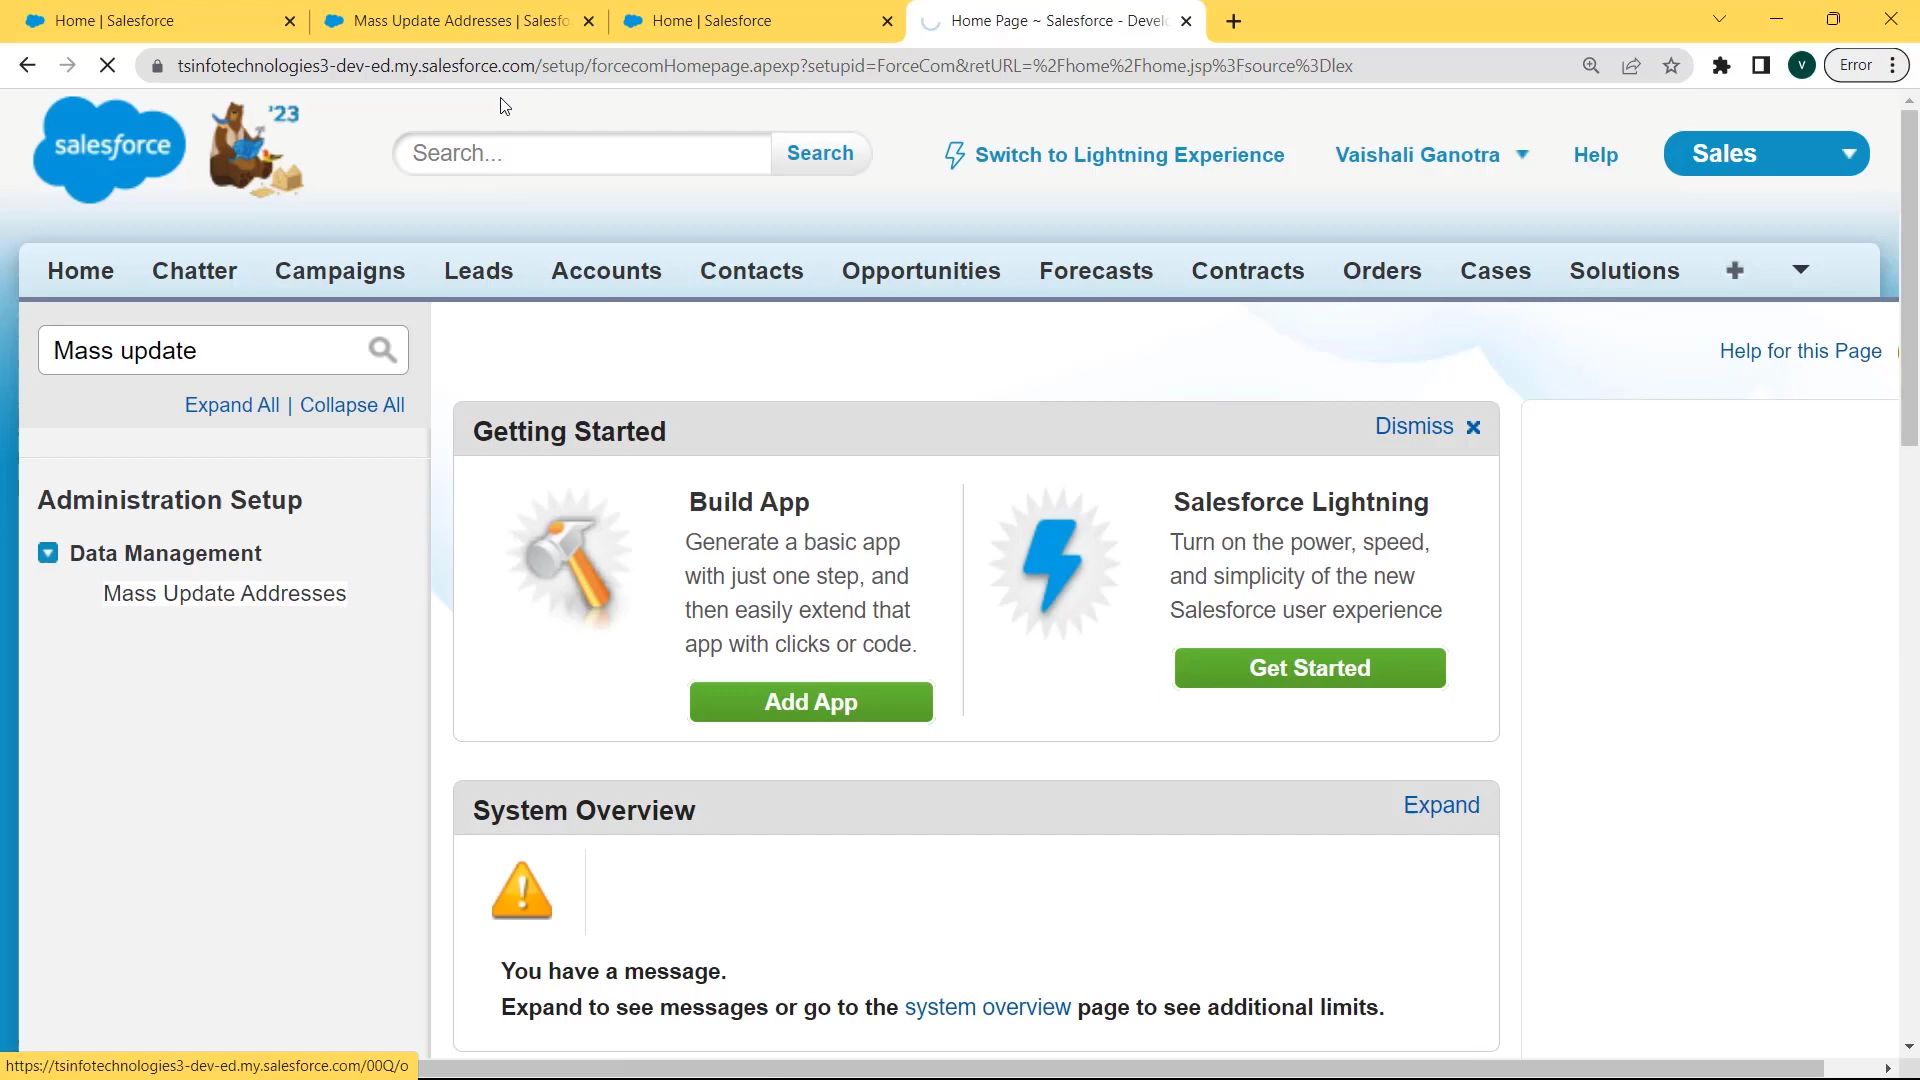 Home | Salesforce
Mass Update Addresses | Salesfo
Home | Salesforce
Home Page ~ Salesforce - Devel
tsinfotechnologies3-dev-ed.my.salesforce.com/setup/forcecomHomepage.apexp?setupid=ForceCom&retURL=%2Fhome%2Fhome.jsp%3Fsource%3Dlex
V
Error
salesforce
'23
Search...
Search
Switch to Lightning Experience
Vaishali Ganotra
Help
Sales
Home
Chatter
Campaigns
Leads
Accounts
Contacts
Opportunities
Forecasts
Contracts
Orders
Cases
Solutions
Mass update
Expand All | Collapse All
Help for this Page
Administration Setup
Data Management
Mass Update Addresses
Getting Started
Dismiss
Build App
Generate a basic app
with just one step, and
then easily extend that
app with clicks or code.
Add App
Salesforce Lightning
Turn on the power, speed,
and simplicity of the new
Salesforce user experience
Get Started
System Overview
Expand
You have a message.
Expand to see messages or go to the system overview page to see additional limits.
https://tsinfotechnologies3-dev-ed.my.salesforce.com/00Q/o